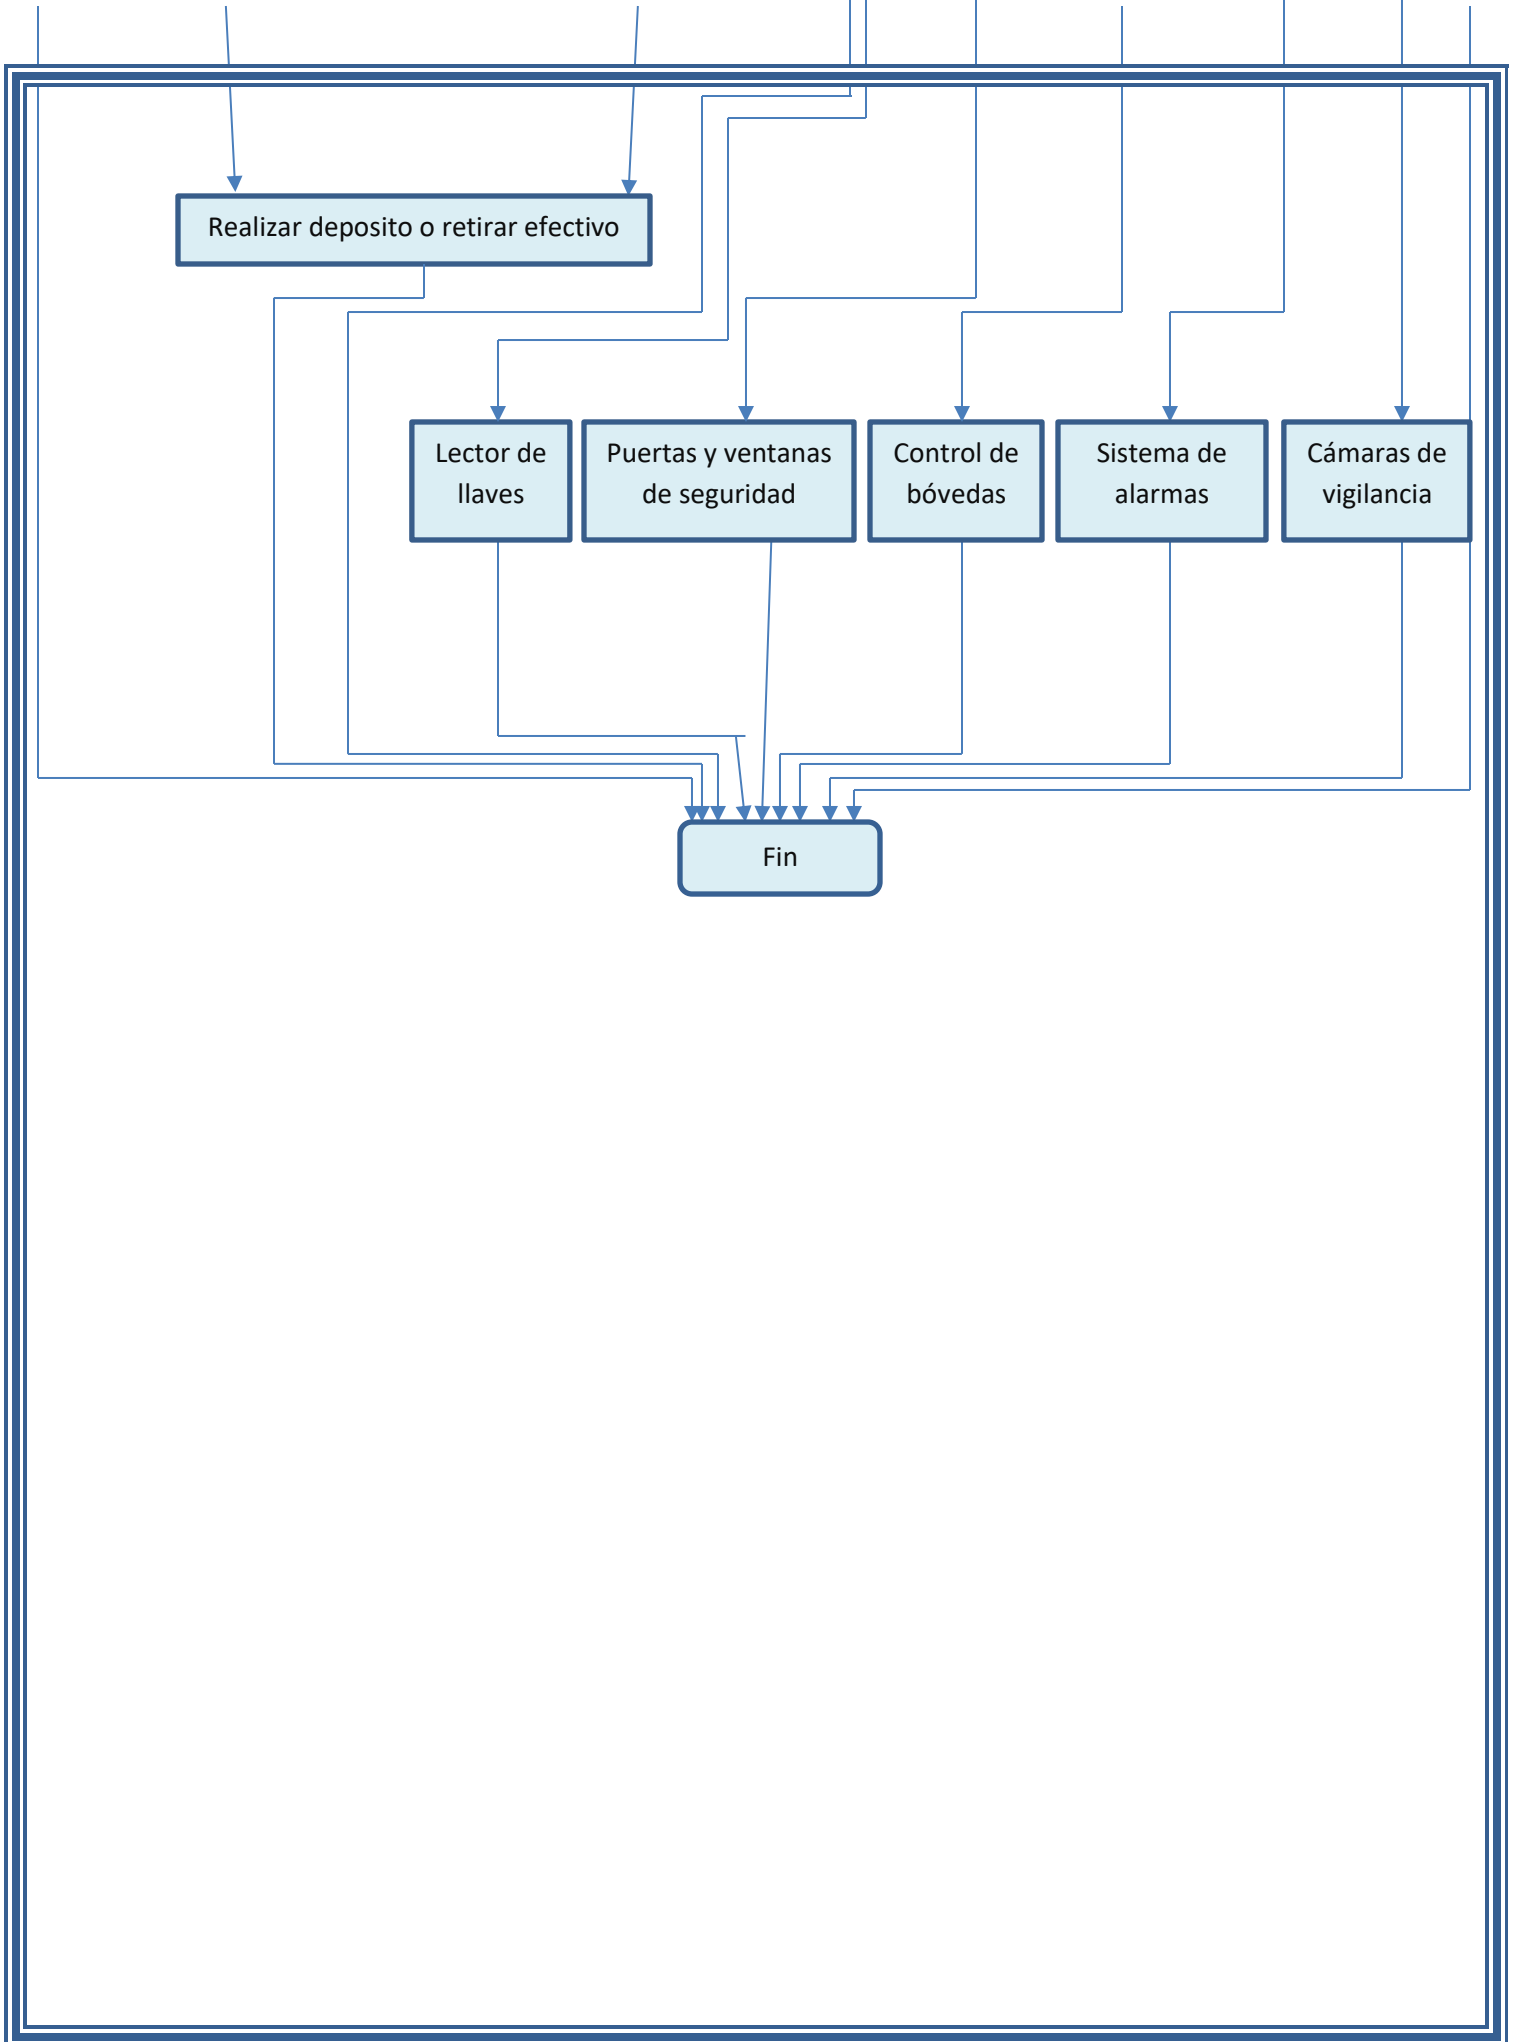 Realizar deposito o retirar efectivo
Lector de
llaves
Puertas y ventanas
de seguridad
Control de
bóvedas
Sistema de
alarmas
Cámaras de
vigilancia
Fin